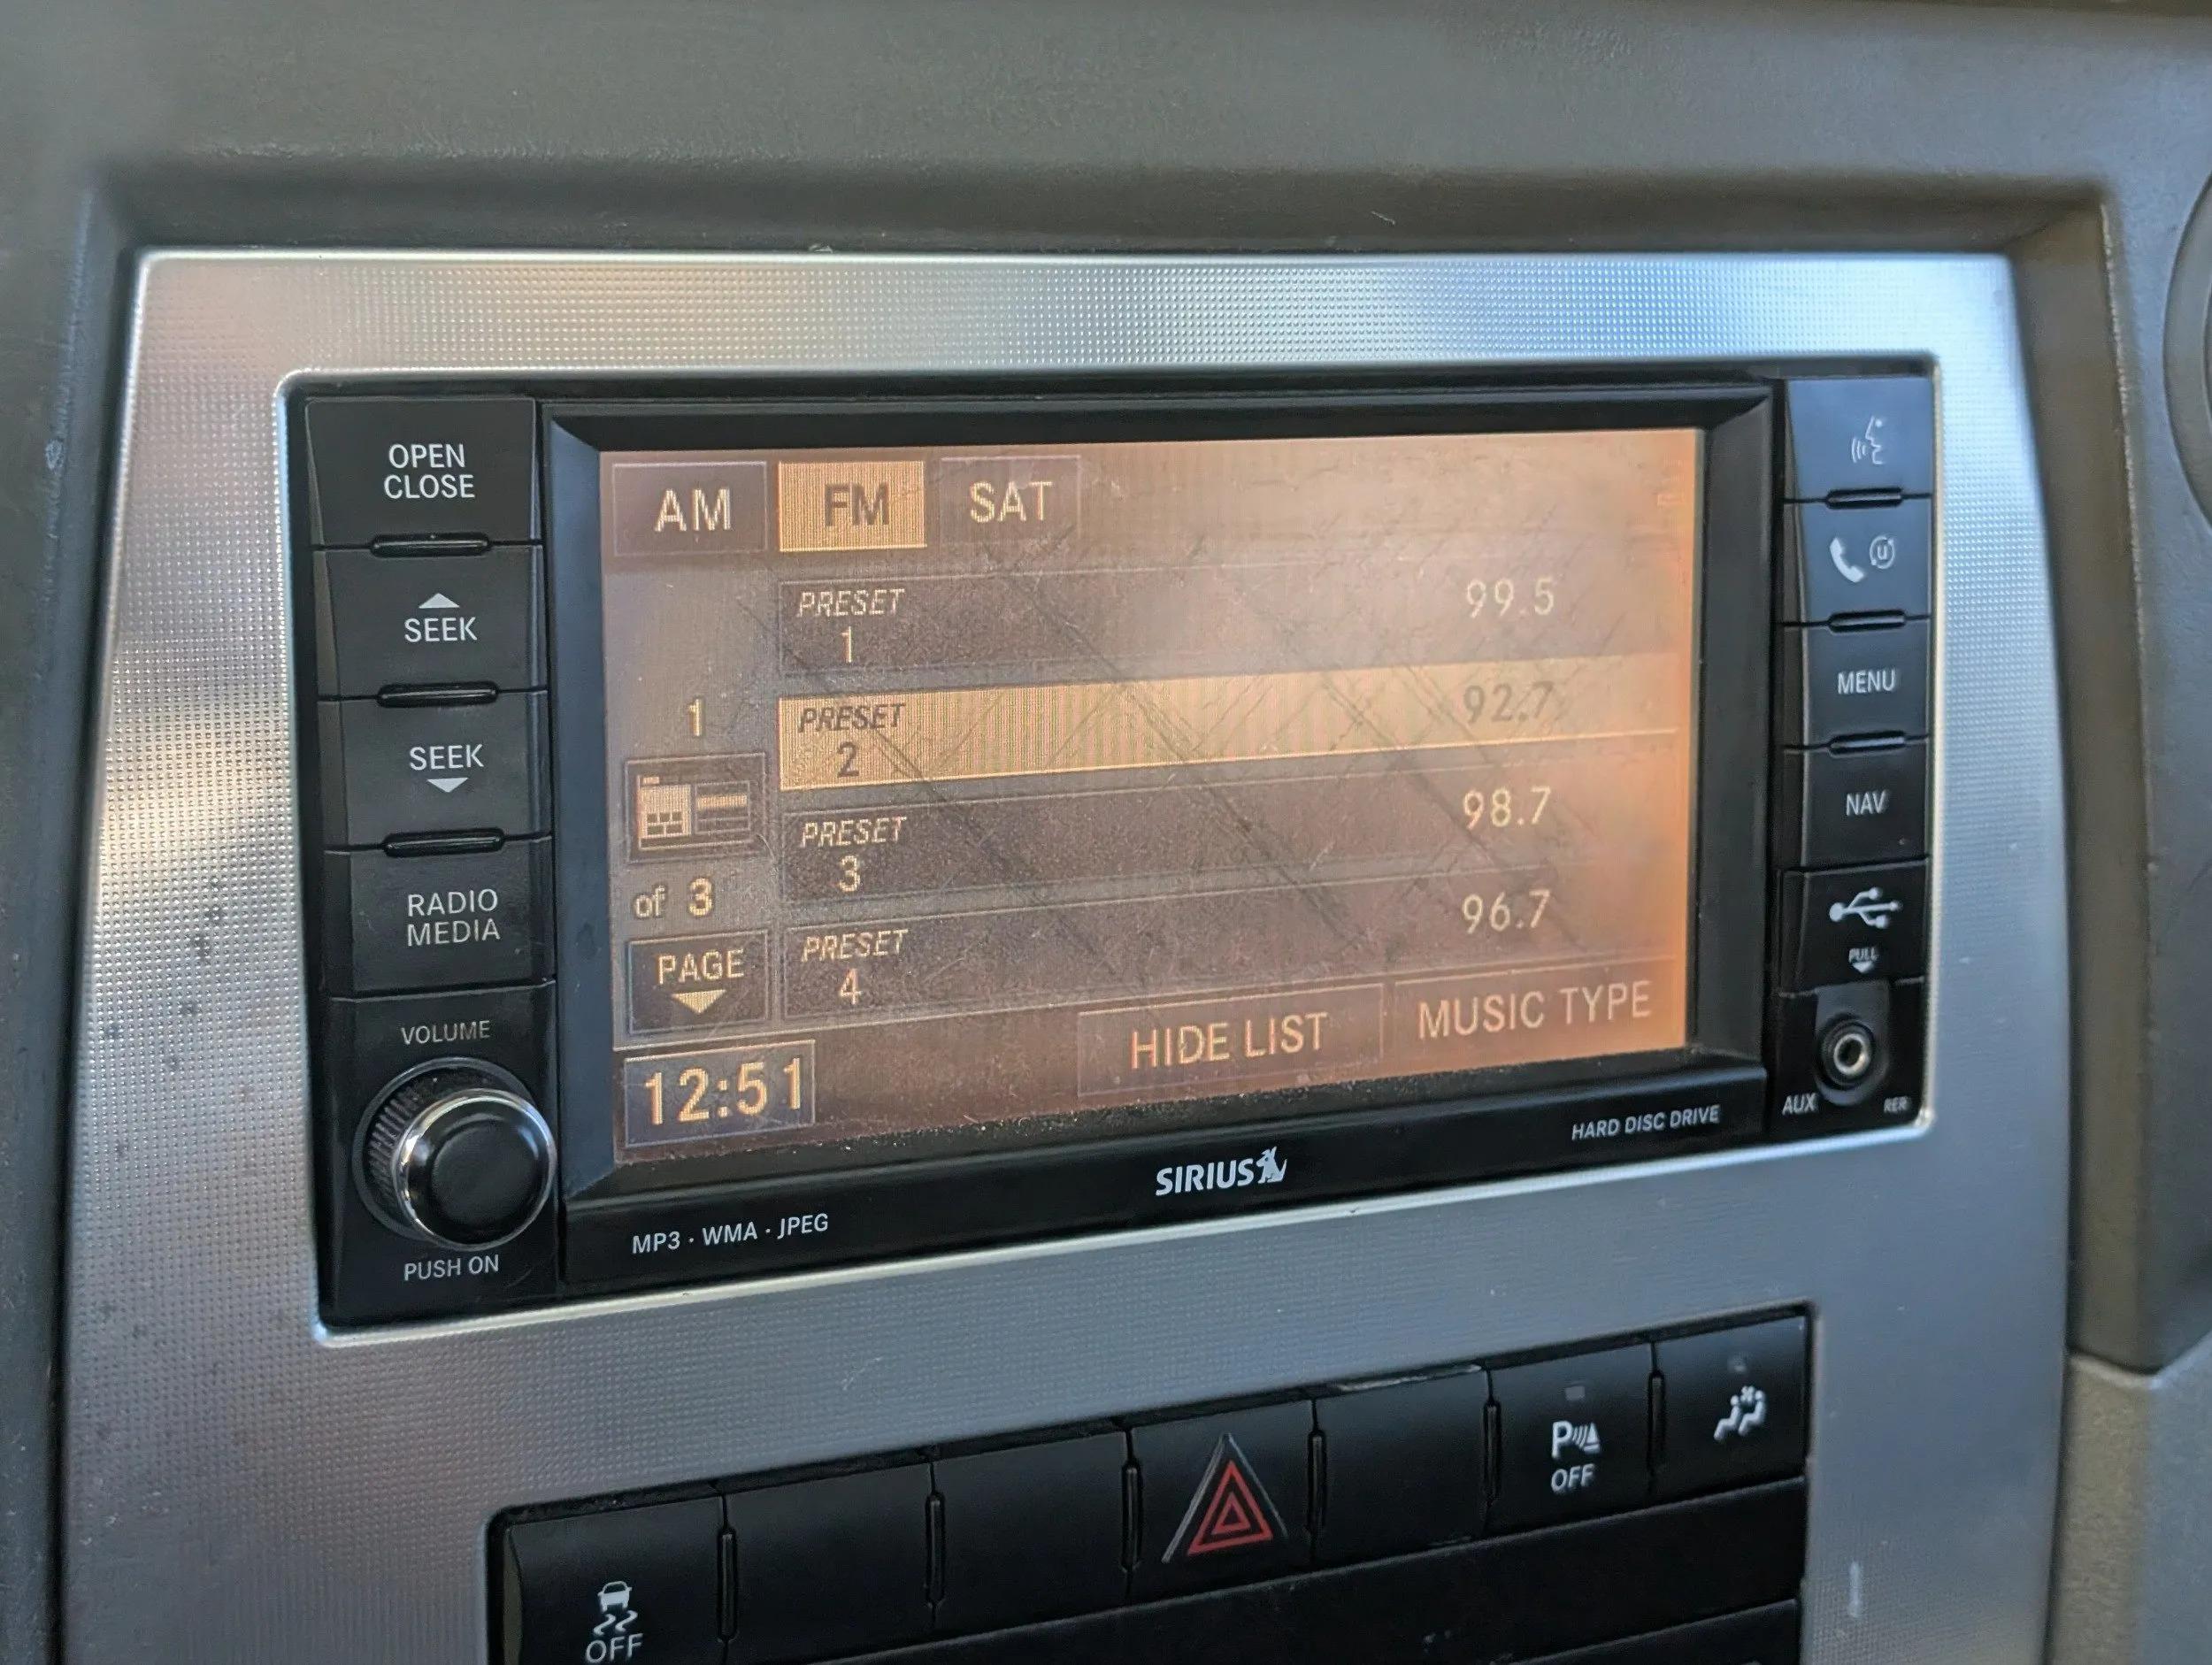 OPEN
CLOSE
SEEK
SEEK
RADIO
MEDIA
VOLUME
PUSH ON
AM FM SAT
PRESET 99.5
1
PRESET 92.7
2
PRESET 98.7
3
PRESET 96.7
4
1
of 3
PAGE
HIDE LIST MUSIC TYPE
12:51
MENU
NAV
PULL
AUX
HARD DISC DRIVE
SIRIUS
MP3 · WMA · JPEG
P
OFF
OFF